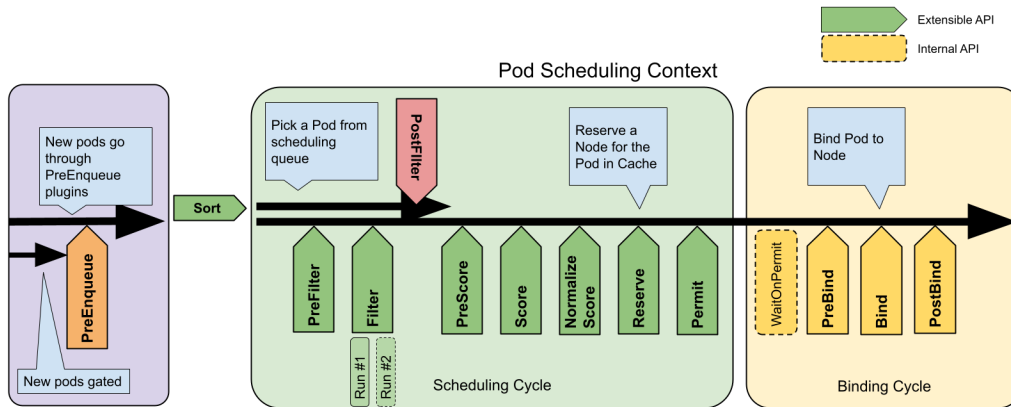 Extensible API
Internal API
Pod Scheduling Context
New pods go
through
PreEnqueue
plugins
PreEnqueue
New pods gated
Sort
Pick a Pod from
scheduling
queue
PostFIlter
Reserve a
Node for the
Pod in Cache
PreFilter
Filter
Run #1
Run #2
PreScore
Score
Normalize
Score
Reserve
Permit
Scheduling Cycle
Bind Pod to
Node
WaitOnPermit
PreBind
Bind
PostBind
Binding Cycle